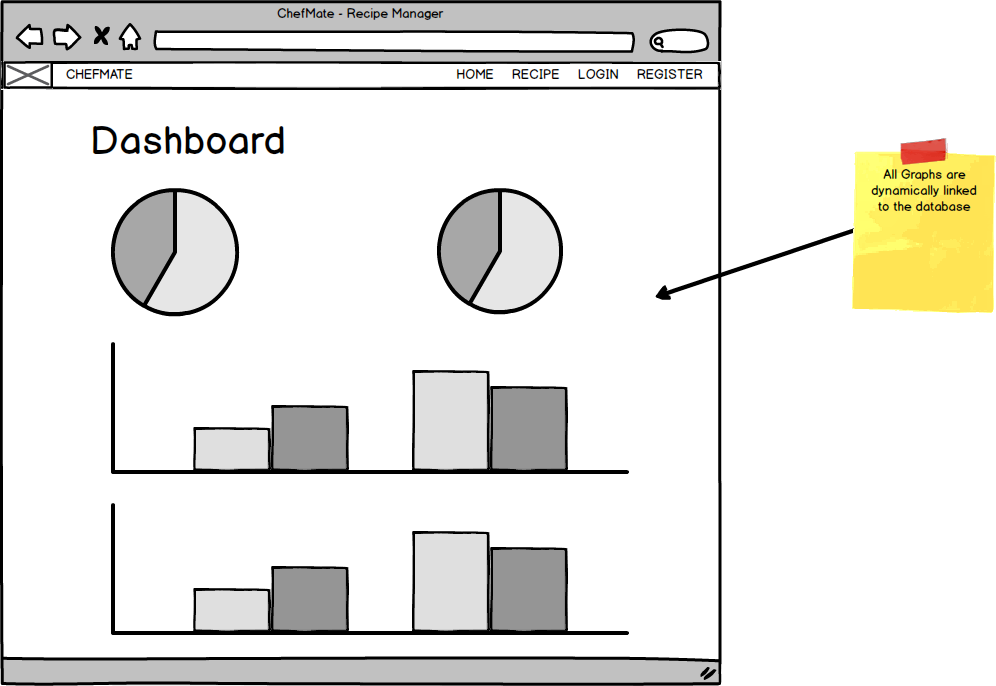 ChefMate - Recipe Manager
CHEFMATE HOME RECIPE LOGIN REGISTER
Dashboard
All Graphs are
dynamically linked
to the database